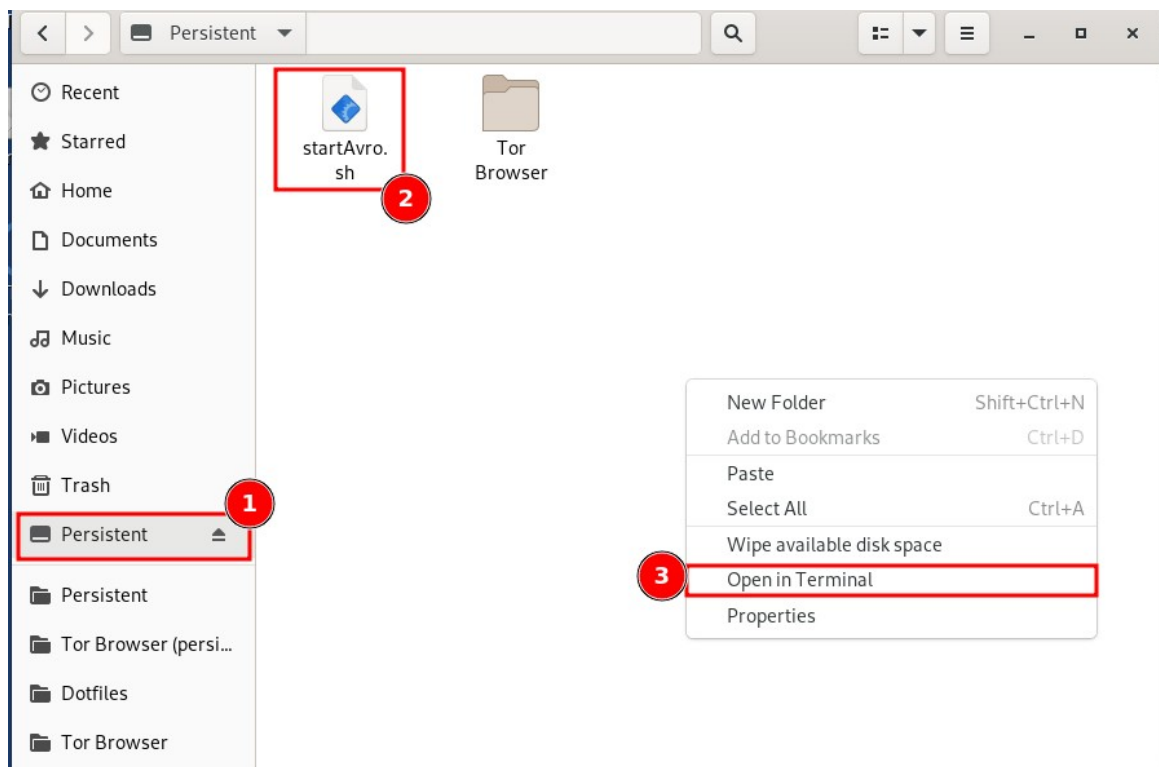 Persistent
Recent
Starred
Home
Documents
Downloads
Music
Pictures
Videos
Trash
1
Persistent
Persistent
Tor Browser (persi...
Dotfiles
Tor Browser
startAvro.
sh
2
Tor
Browser
New Folder Shift+Ctrl+N
Add to Bookmarks Ctrl+D
Paste
Select All Ctrl+A
Wipe available disk space
3
Open in Terminal
Properties